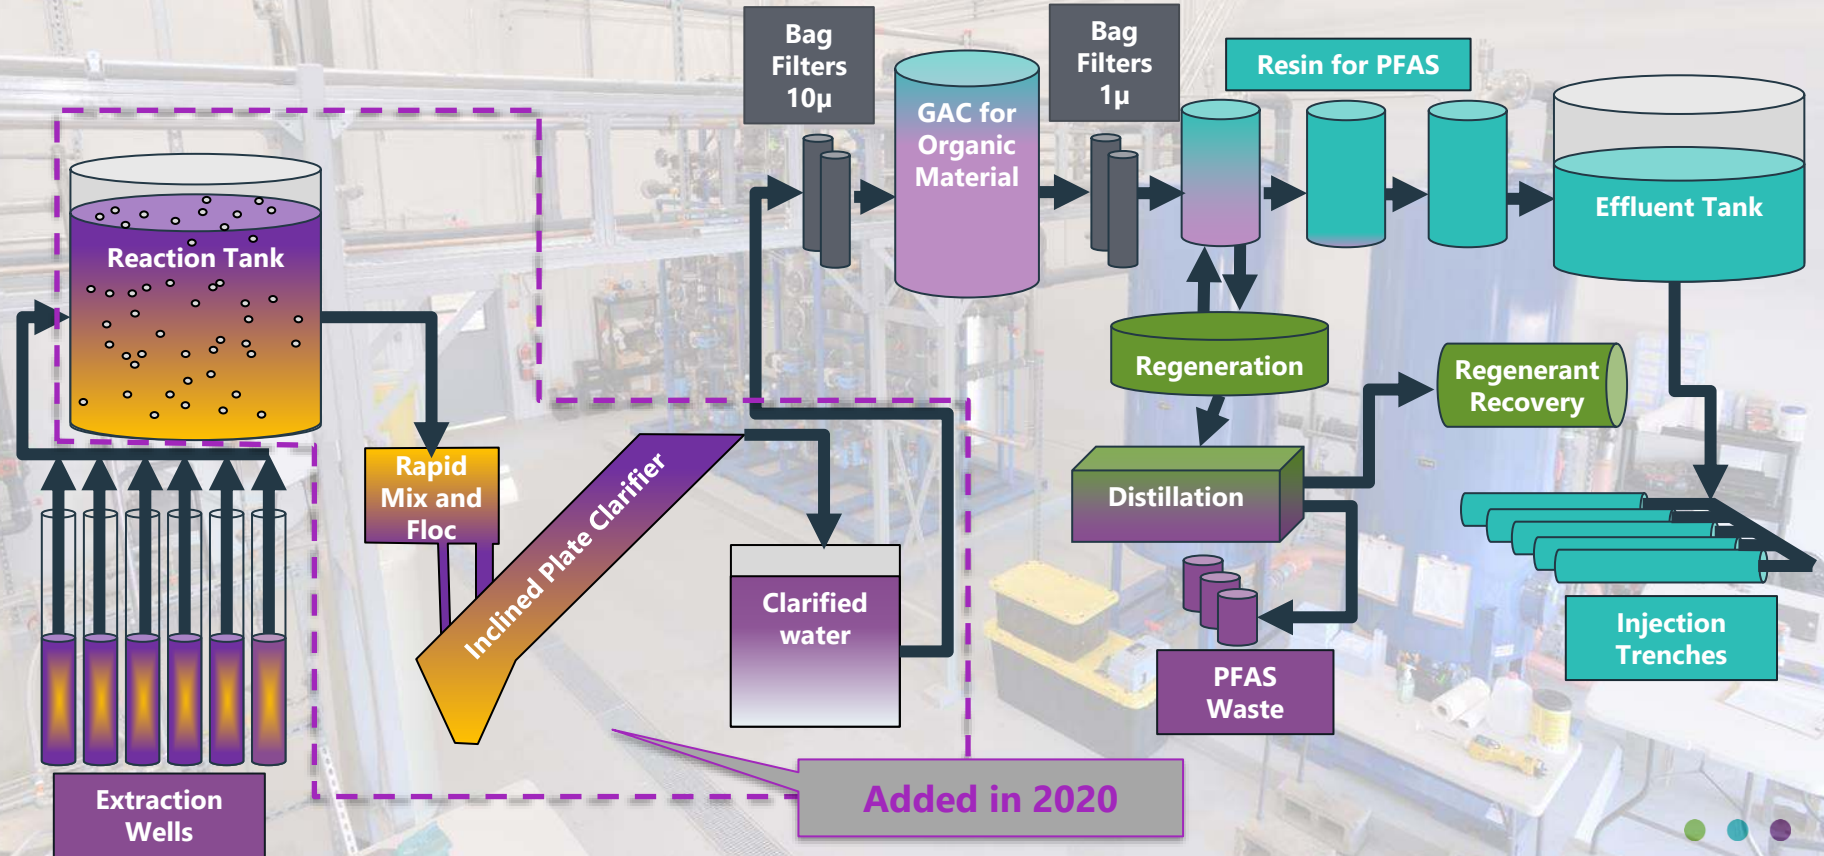 Bag
Filters
10µ
GAC for
Organic
Material
Bag
Filters
1µ
Resin for PFAS
Effluent Tank
Reaction Tank
Regeneration
Regenerant
Recovery
Rapid
Mix and
Floc
Inclined Plate Clarifier
Distillation
Clarified
water
PFAS
Waste
Injection
Trenches
Extraction
Wells
Added in 2020